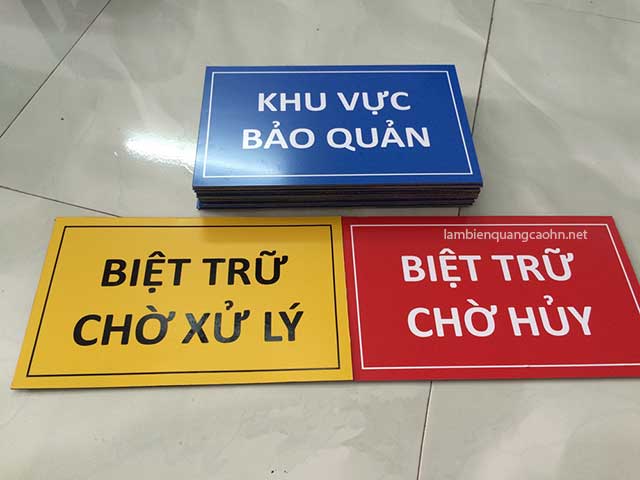 KHU VỰC
BẢO QUẢN
BIỆT TRỮ
CHỜ XỬ LÝ
lambienquangcaohn.net
BIỆT TRỮ
CHỜ HỦY